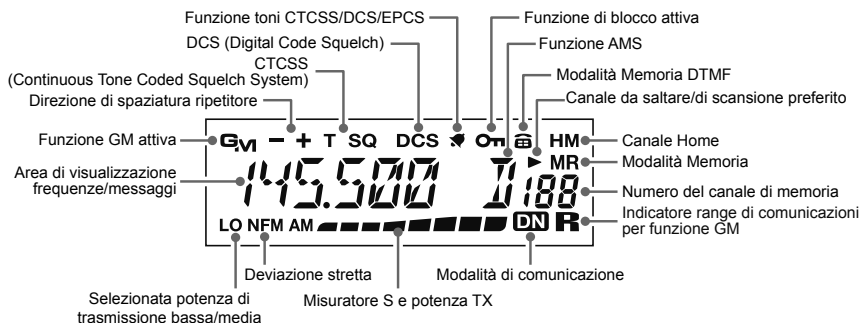 Funzione toni CTCSS/DCS/EPCS
Funzione di blocco attiva
DCS (Digital Code Squelch)
Funzione AMS
CTCSS
(Continuous Tone Coded Squelch System)
Modalità Memoria DTMF
Direzione di spaziatura ripetitore
Canale da saltare/di scansione preferito
Funzione GM attiva
GM - + T SQ DCS HM
Canale Home
MR
Modalità Memoria
Area di visualizzazione
frequenze/messaggi
145.500 D 188
Numero del canale di memoria
LO NFM AM DN R
Indicatore range di comunicazioni
per funzione GM
Deviazione stretta
Modalità di comunicazione
Selezionata potenza di
trasmissione bassa/media
Misuratore S e potenza TX